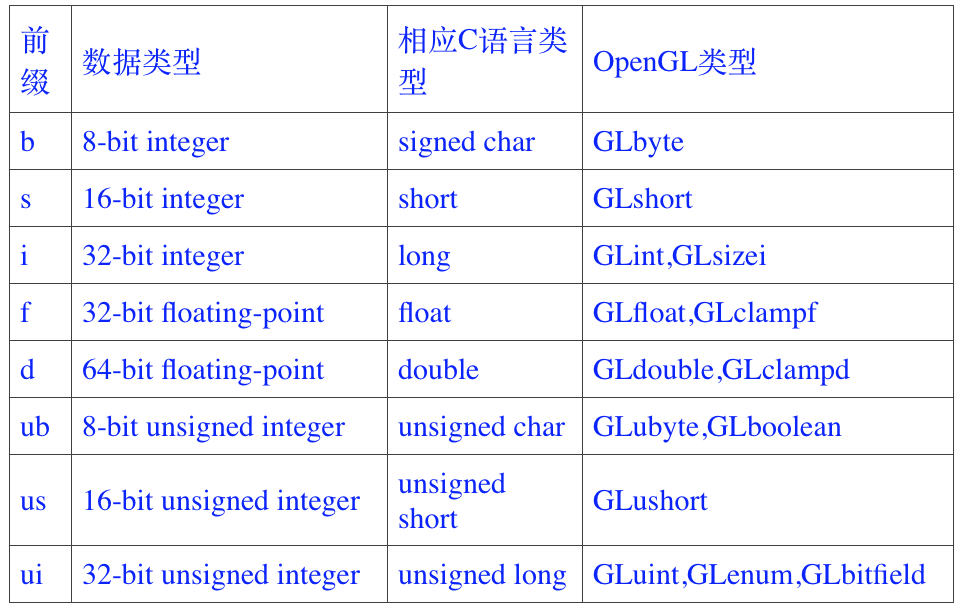 前缀 数据类型 相应C语言类型 OpenGL类型
b 8-bit integer signed char GLbyte
s 16-bit integer short GLshort
i 32-bit integer long GLint,GLsizei
f 32-bit floating-point float GLfloat,GLclampf
d 64-bit floating-point double GLdouble,GLclampd
ub 8-bit unsigned integer unsigned char GLubyte,GLboolean
us 16-bit unsigned integer unsigned short GLushort
ui 32-bit unsigned integer unsigned long GLuint,GLenum,GLbitfield